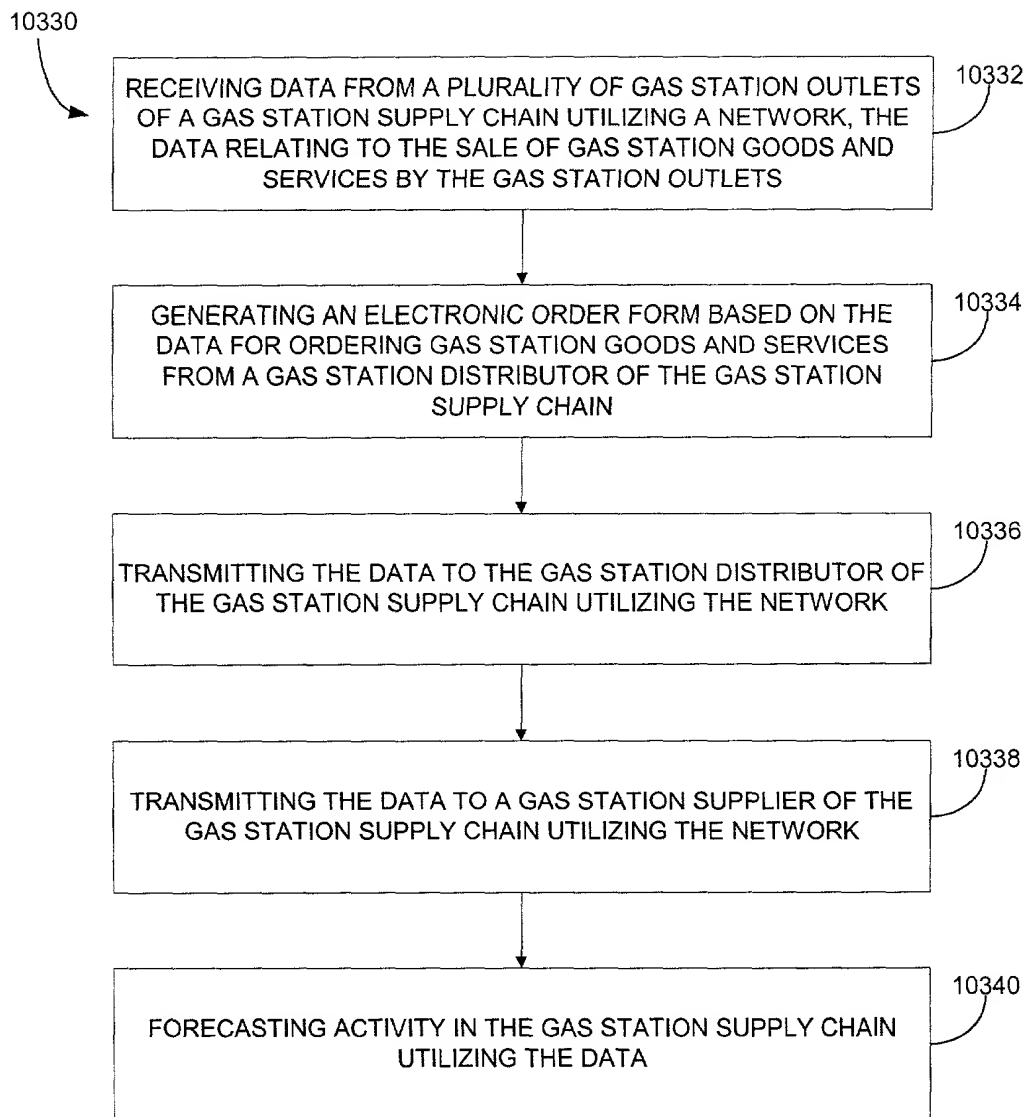 10330
RECEIVING DATA FROM A PLURALITY OF GAS STATION OUTLETS
OF A GAS STATION SUPPLY CHAIN UTILIZING A NETWORK, THE
DATA RELATING TO THE SALE OF GAS STATION GOODS AND
SERVICES BY THE GAS STATION OUTLETS
10332
GENERATING AN ELECTRONIC ORDER FORM BASED ON THE
DATA FOR ORDERING GAS STATION GOODS AND SERVICES
FROM A GAS STATION DISTRIBUTOR OF THE GAS STATION
SUPPLY CHAIN
10334
TRANSMITTING THE DATA TO THE GAS STATION DISTRIBUTOR OF
THE GAS STATION SUPPLY CHAIN UTILIZING THE NETWORK
10336
TRANSMITTING THE DATA TO A GAS STATION SUPPLIER OF THE
GAS STATION SUPPLY CHAIN UTILIZING THE NETWORK
10338
FORECASTING ACTIVITY IN THE GAS STATION SUPPLY CHAIN
UTILIZING THE DATA
10340